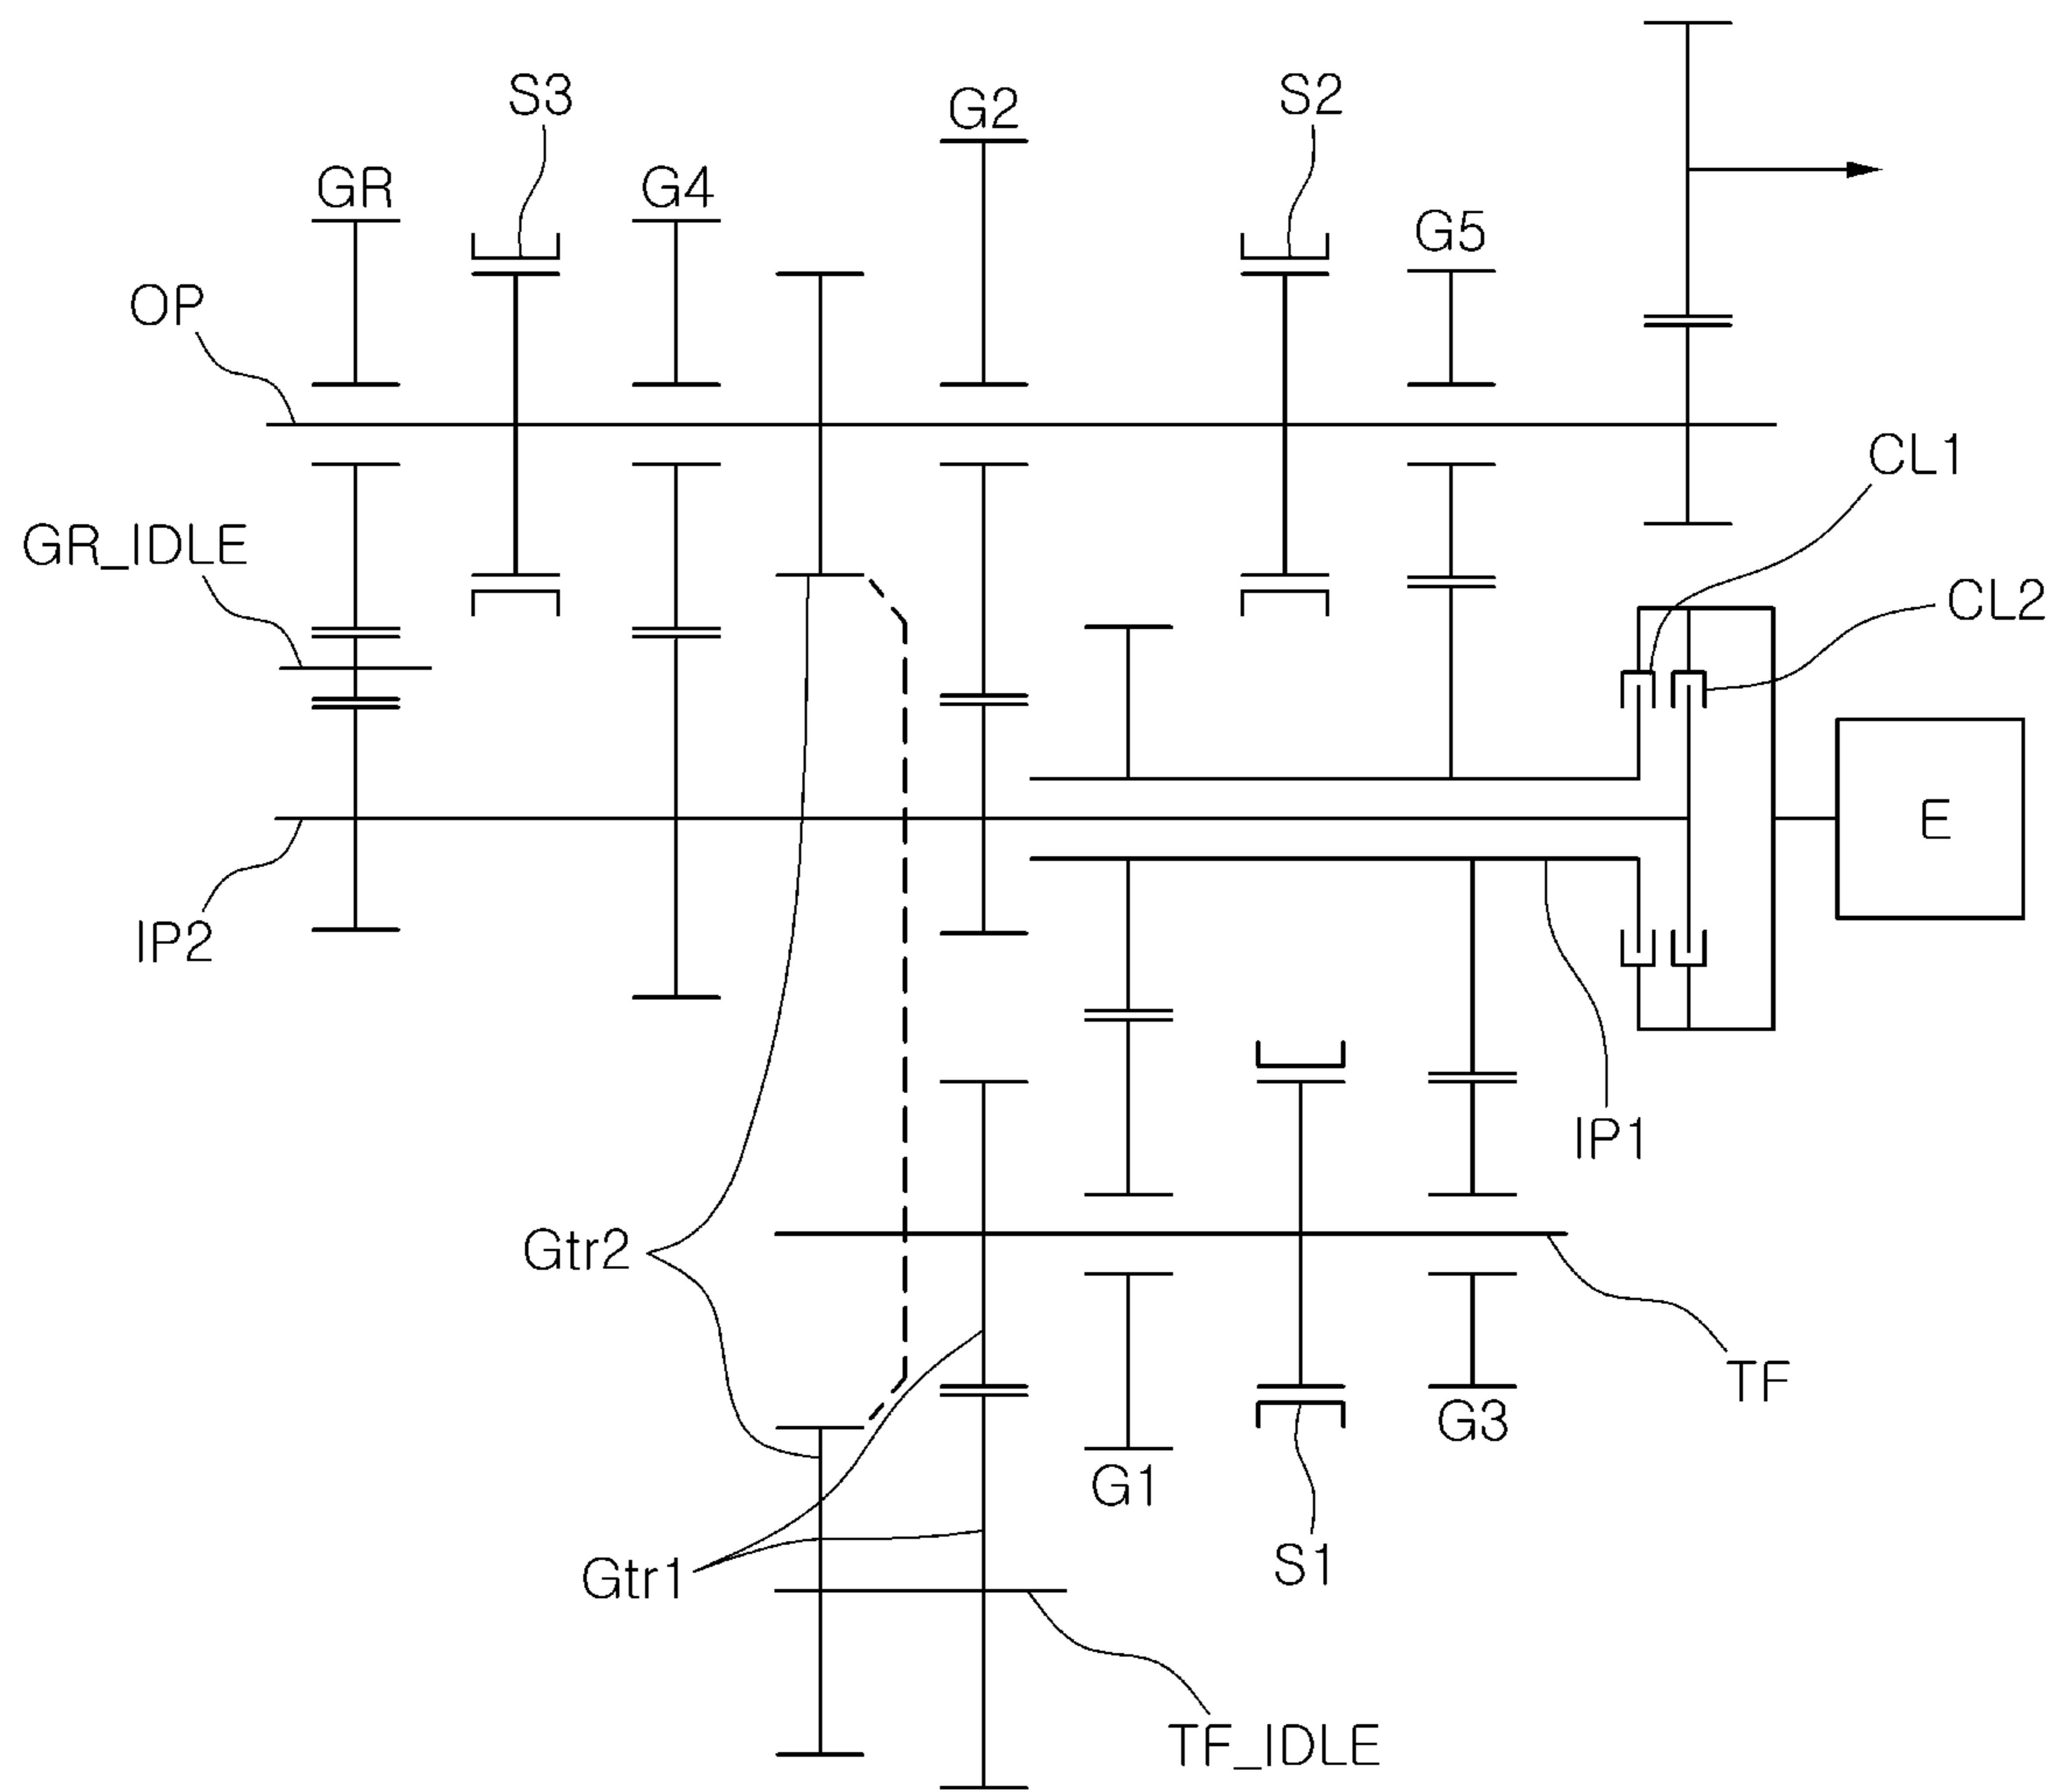 S3
G2
S2
GR
G4
G5
OP
CL1
GR_IDLE
CL2
E
IP2
IP1
Gtr2
TF
G3
G1
S1
Gtr1
TF_IDLE